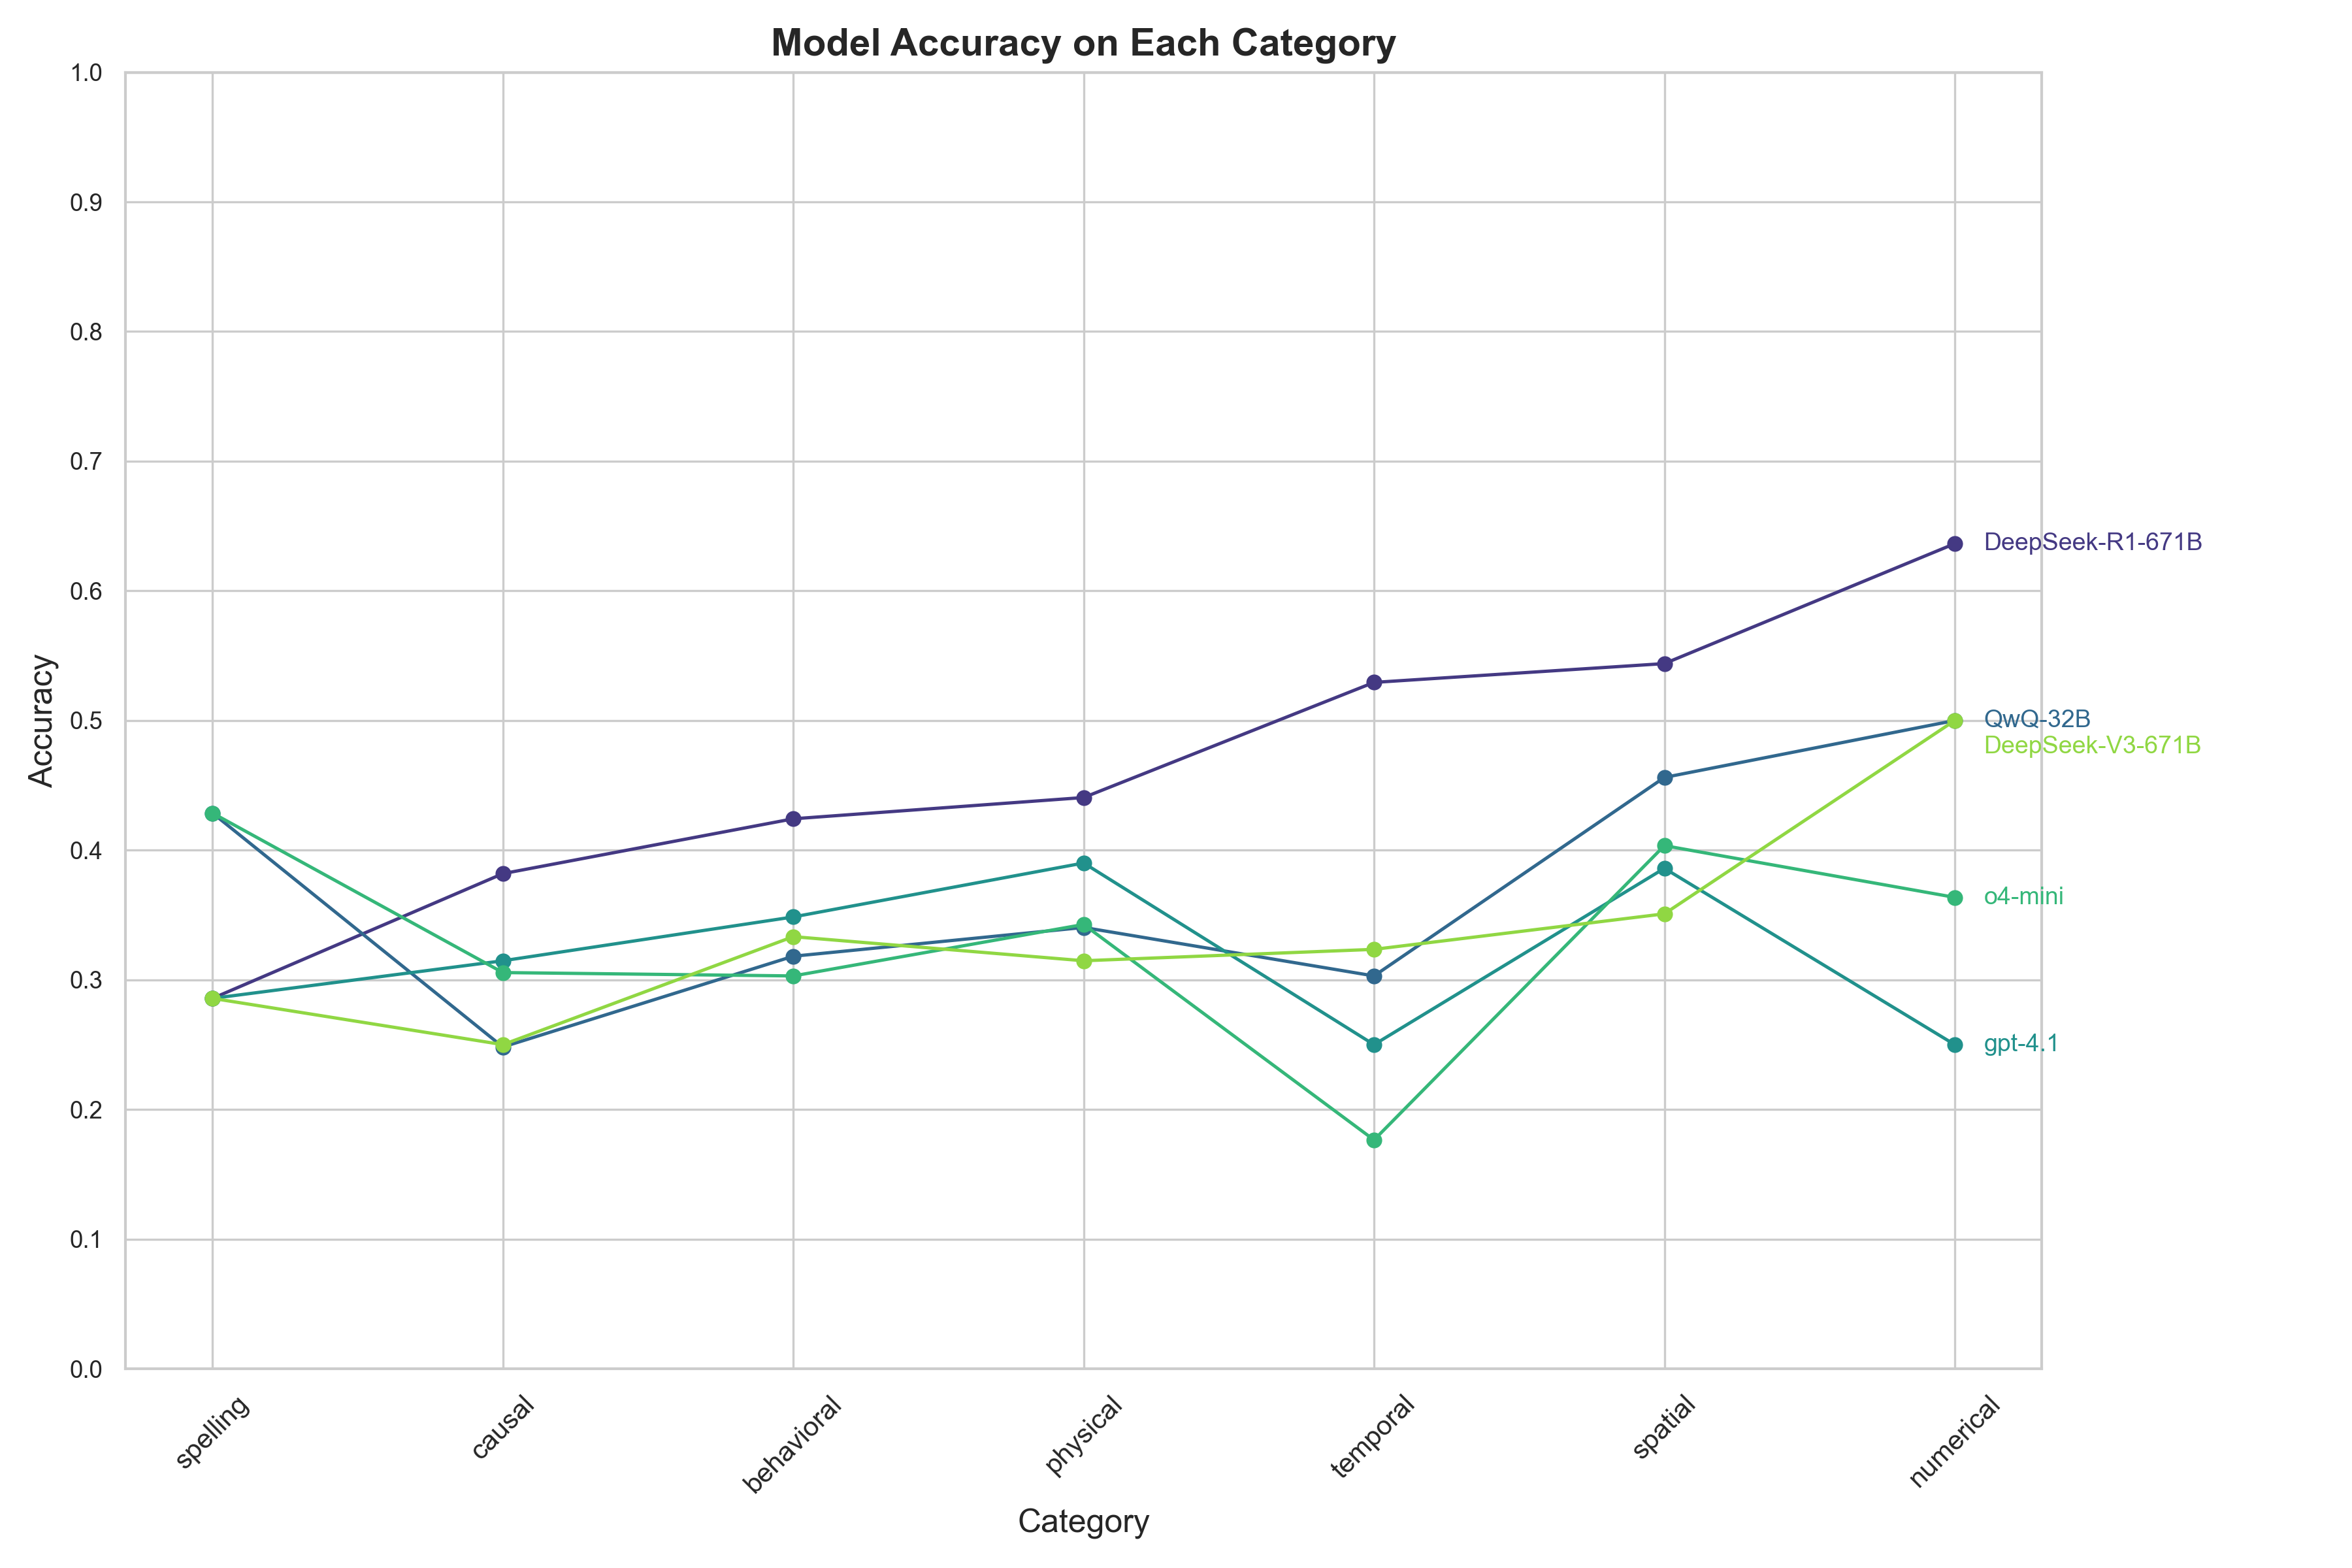 Model Accuracy on Each Category
1.0
0.9
0.8
0.7
0.6
0.5
0.4
0.3
0.2
0.1
0.0
Accuracy
DeepSeek-R1-671B
QwQ-32B
DeepSeek-V3-671B
o4-mini
gpt-4.1
spelling
causal
behavioral
physical
temporal
spatial
numerical
Category